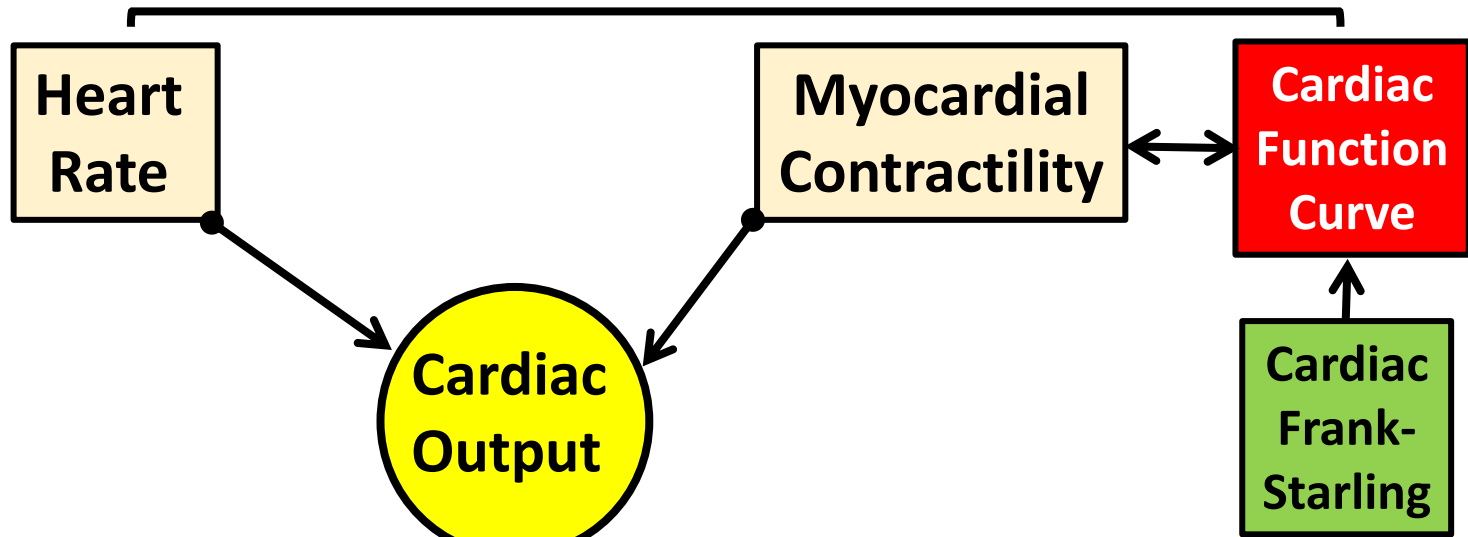 Heart
Rate
Myocardial
Contractility
Cardiac
Function
Curve
Cardiac
Output
Cardiac
Frank-
Starling